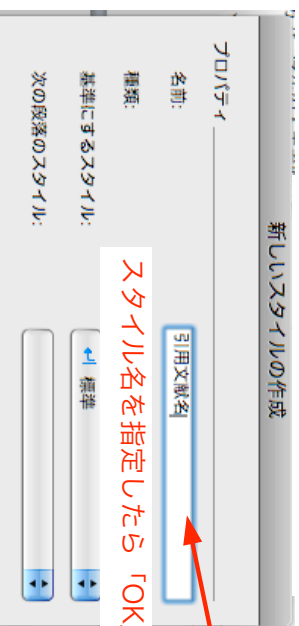 新しいスタイルの作成
プロパティ
名前: 引用文献名
種類:
スタイル名を指定したら「OK
基準にするスタイル: 標準
次の段落のスタイル: